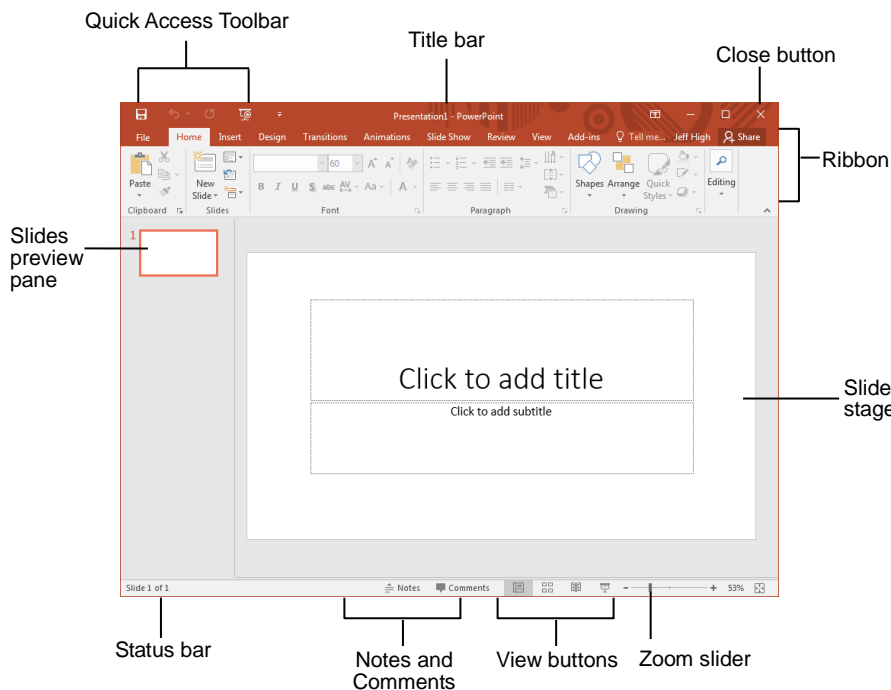 Quick Access Toolbar
Title bar
Close button
Presentation1 - PowerPoint
File Home Insert Design Transitions Animations Slide Show Review View Add-ins Tell me... Jeff High Share
Ribbon
60 A A
Paste New Slide B I U S abc AV Aa A Shapes Arrange Quick Styles Editing
Clipboard Slides Font Paragraph Drawing
Slides
preview
pane
1
Click to add title
Click to add subtitle
Slide
stage
Slide 1 of 1 Notes Comments 53%
Status bar
Notes and
Comments
View buttons
Zoom slider